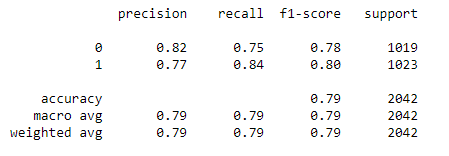 precision recall f1-score support
0 0.82 0.75 0.78 1019
1 0.77 0.84 0.80 1023
accuracy 0.79 2042
macro avg 0.79 0.79 0.79 2042
weighted avg 0.79 0.79 0.79 2042